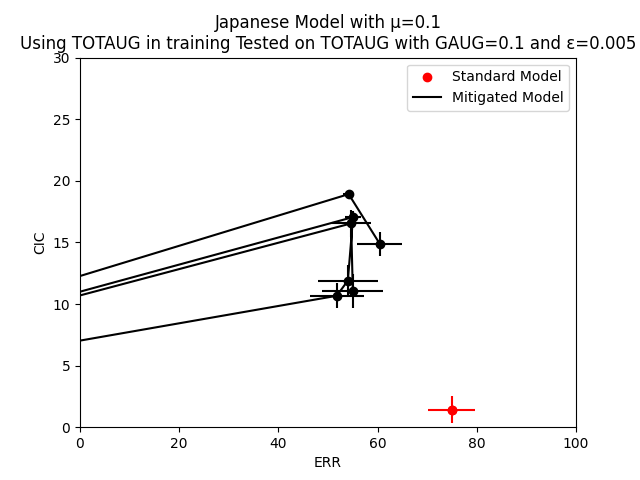 Japanese Model with μ=0.1
Using TOTAUG in training Tested on TOTAUG with GAUG=0.1 and ε=0.005
Standard Model
Mitigated Model
30
25
20
15
10
5
0
CIC
0 20 40 60 80 100
ERR